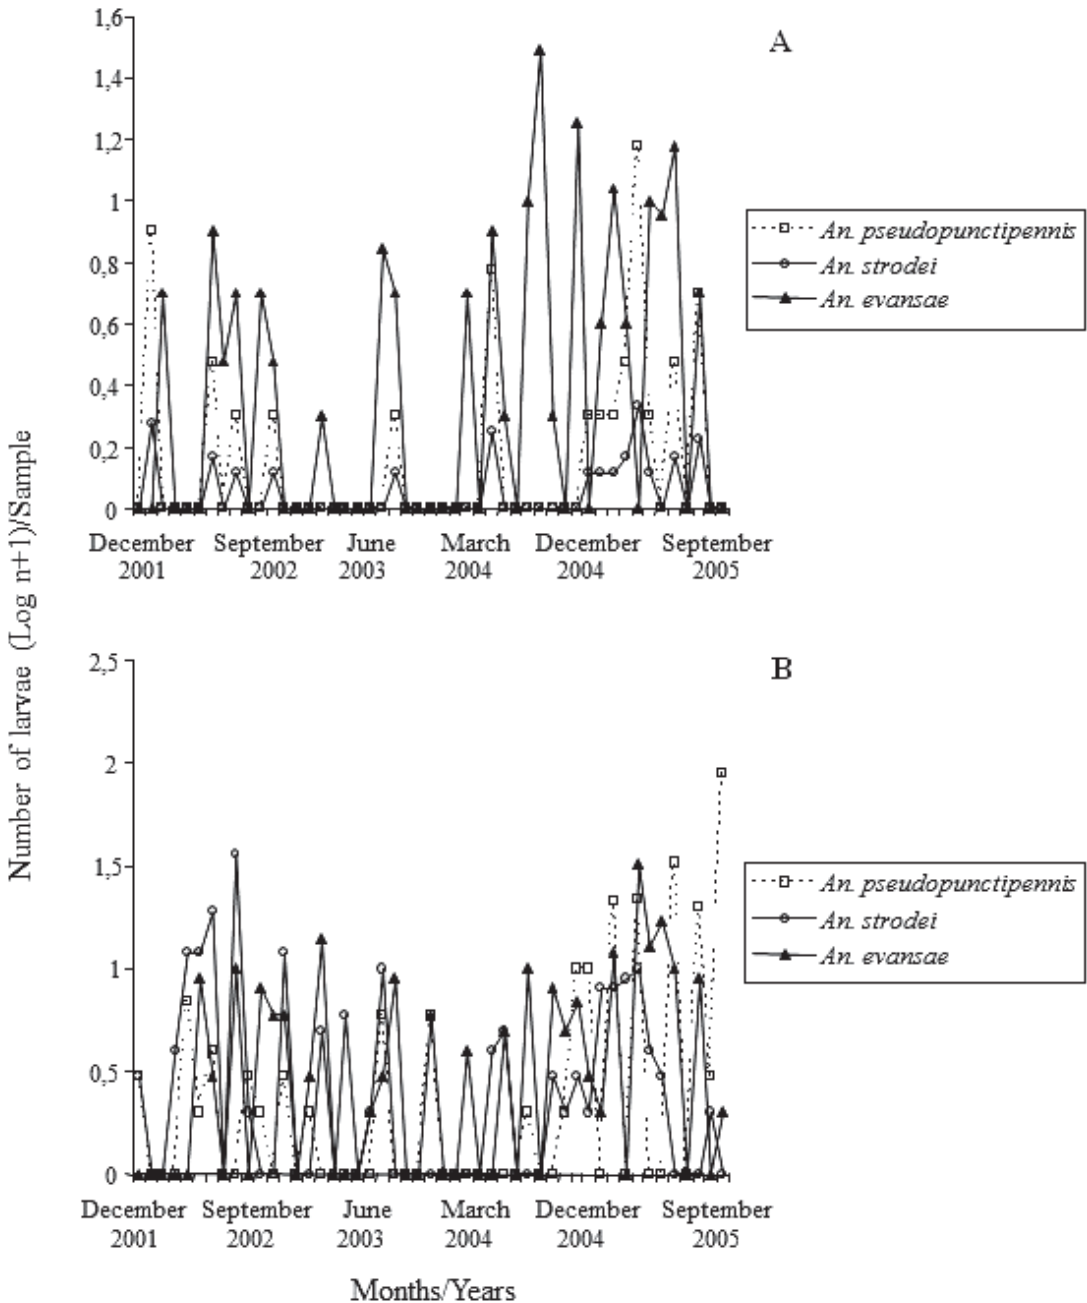 Number of larvae (Log n+1)/Sample
A
1,6
1,4
1,2
1
0,8
0,6
0,4
0,2
0
December 2001
September 2002
June 2003
March 2004
December 2004
September 2005
An. pseudopunctipennis
An. strodei
An. evansae
B
2,5
2
1,5
1
0,5
0
December 2001
September 2002
June 2003
March 2004
December 2004
September 2005
An. pseudopunctipennis
An. strodei
An. evansae
Months/Years